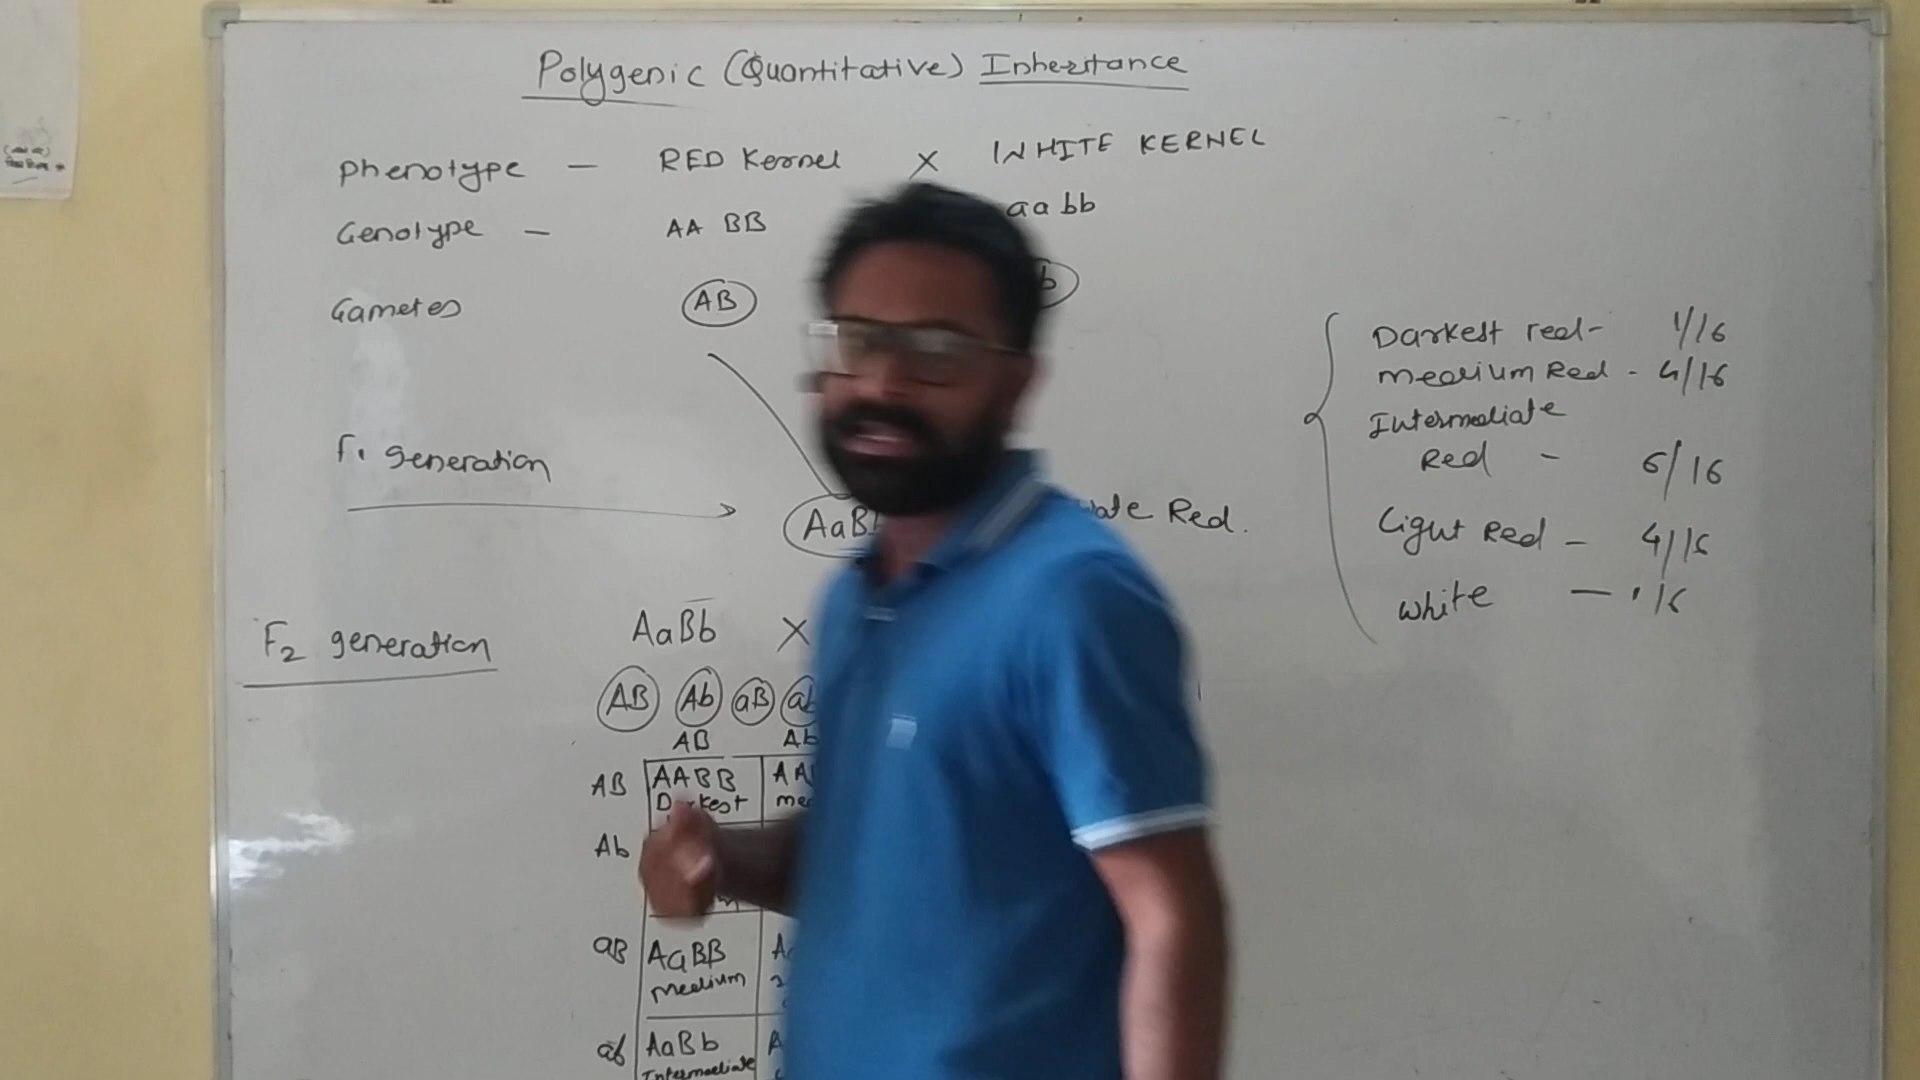 Polygenic (Quantitative) Inheritance
Phenotype — RED Kernel X WHITE KERNEL
Genotype — AA BB aa bb
Gametes AB b
F1 generation
AaB ate Red.
F2 generation AaBb X
AB Ab aB ab
AB Ab
AB AABB AA
Darkest med
Ab
aB AaBB A
Medium
ab AaBb A
Intermediate
Darkest red - 1/16
Medium Red - 4/16
Intermediate
Red - 6/16
Light Red - 4/16
White — 1/16